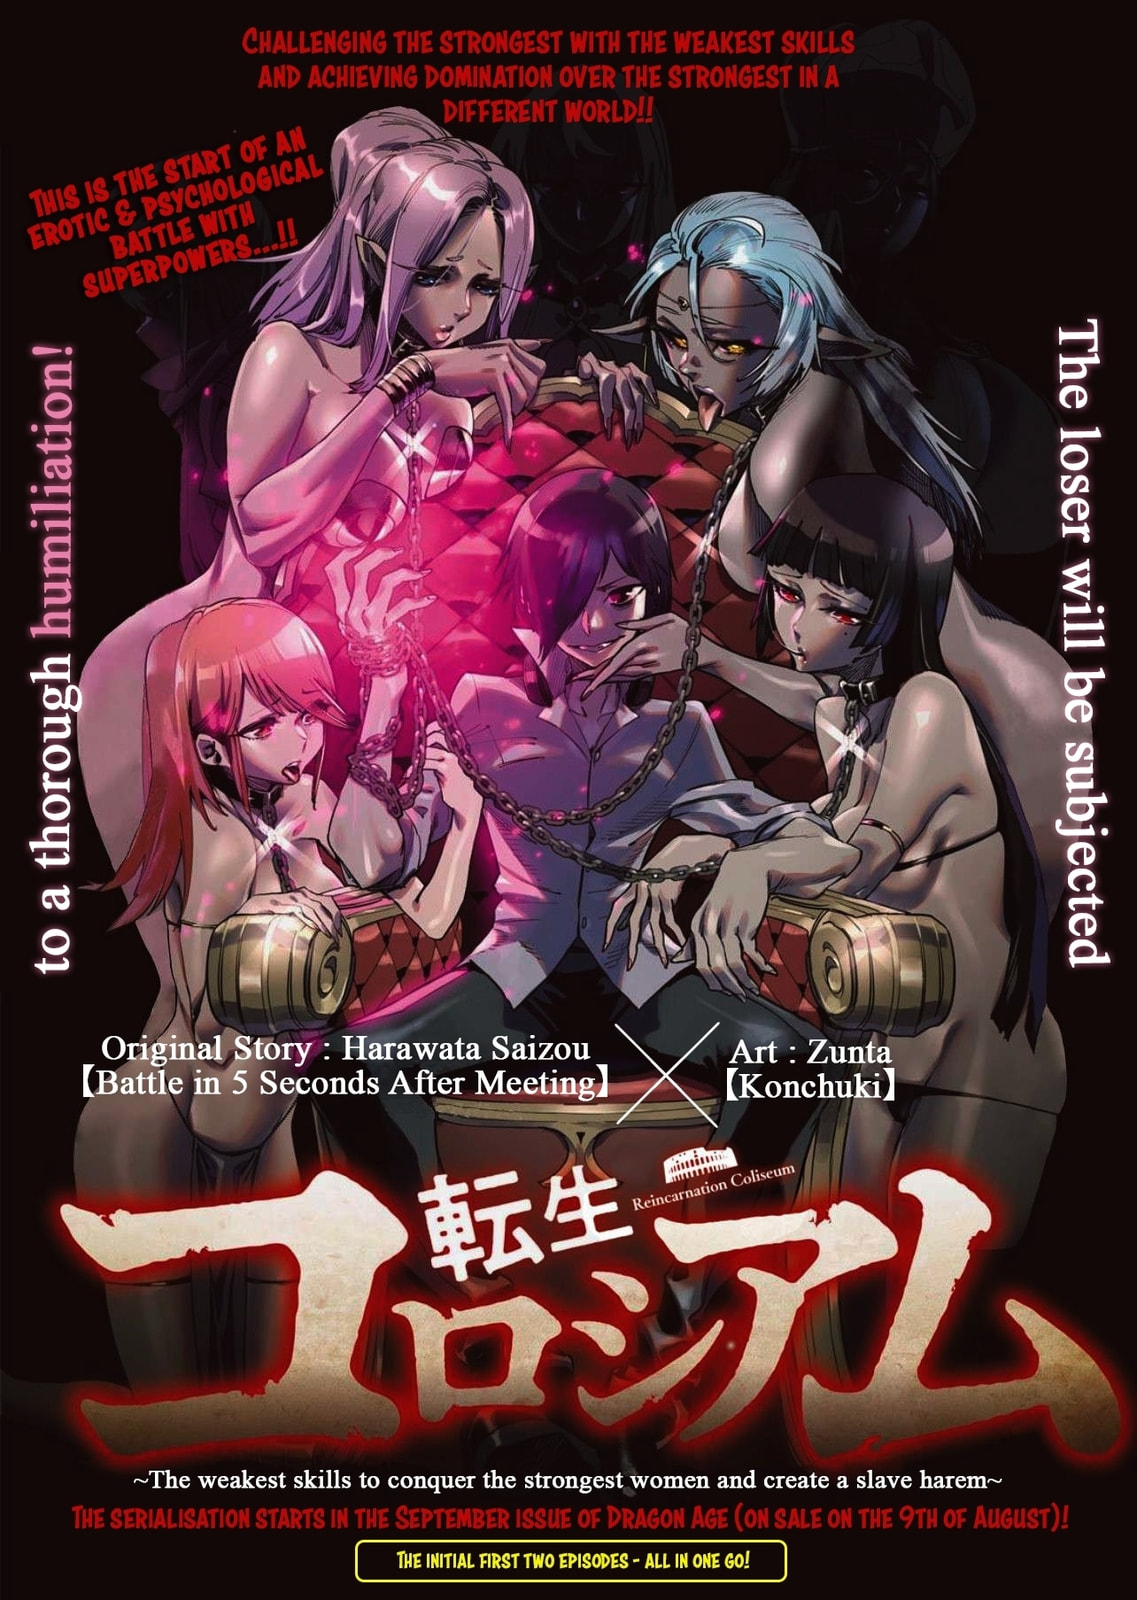 CHALLENGING THE STRONGEST WITH THE WEAKEST SKILLS
AND ACHIEVING DOMINATION OVER THE STRONGEST IN A
DIFFERENT WORLD!!
THIS IS THE START OF AN
EROTIC & PSYCHOLOGICAL
BATTLE WITH
SUPERPOWERS...!!
The loser will be subjected
to a thorough humiliation!
Original Story : Harawata Saizou
【Battle in 5 Seconds After Meeting】
Art : Zunta
【Konchuki】
転生
Reincarnation Coliseum
コロシアム
~The weakest skills to conquer the strongest women and create a slave harem~
THE SERIALISATION STARTS IN THE SEPTEMBER ISSUE OF DRAGON AGE (ON SALE ON THE 9TH OF AUGUST)!
THE INITIAL FIRST TWO EPISODES - ALL IN ONE GO!